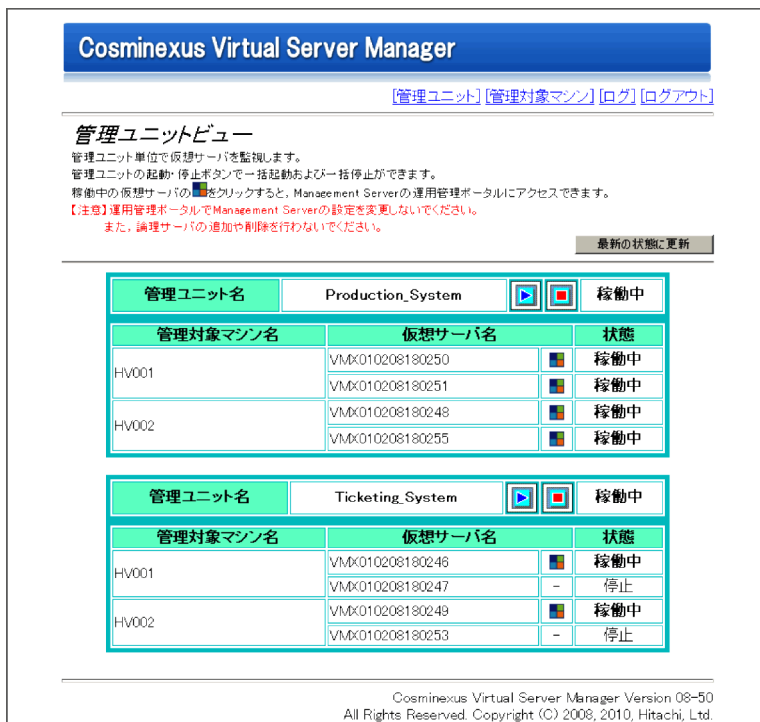 Cosminexus Virtual Server Manager
[管理ユニット] [管理対象マシン] [ログ] [ログアウト]
管理ユニットビュー
管理ユニット単位で仮想サーバを監視します。
管理ユニットの起動・停止ボタンで一括起動および一括停止ができます。
稼働中の仮想サーバのをクリックすると, Management Serverの運用管理ポータルにアクセスできます。
【注意】運用管理ポータルでManagement Serverの設定を変更しないでください。
また, 論理サーバの追加や削除を行わないでください。
最新の状態に更新
管理ユニット名 Production_System 稼働中
管理対象マシン名 仮想サーバ名 状態
HV001 VMX010208180250 稼働中
VMX010208180251 稼働中
HV002 VMX010208180248 稼働中
VMX010208180255 稼働中
管理ユニット名 Ticketing_System 稼働中
管理対象マシン名 仮想サーバ名 状態
HV001 VMX010208180246 稼働中
VMX010208180247 - 停止
HV002 VMX010208180249 稼働中
VMX010208180253 - 停止
Cosminexus Virtual Server Manager Version 08-50
All Rights Reserved. Copyright (C) 2008, 2010, Hitachi, Ltd.